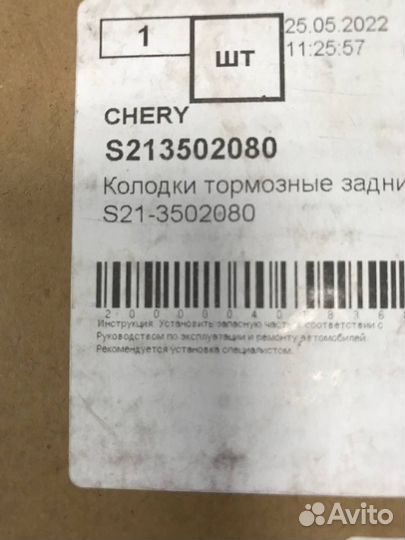 1
шт
25.05.2022
11:25:57
CHERY
S213502080
Колодки тормозные задни
S21-3502080
Инструкция. Установить запасную часть в соответствии с
Руководством по эксплуатации и ремонту автомобилей.
Рекомендуется установка специалистом.
Avito